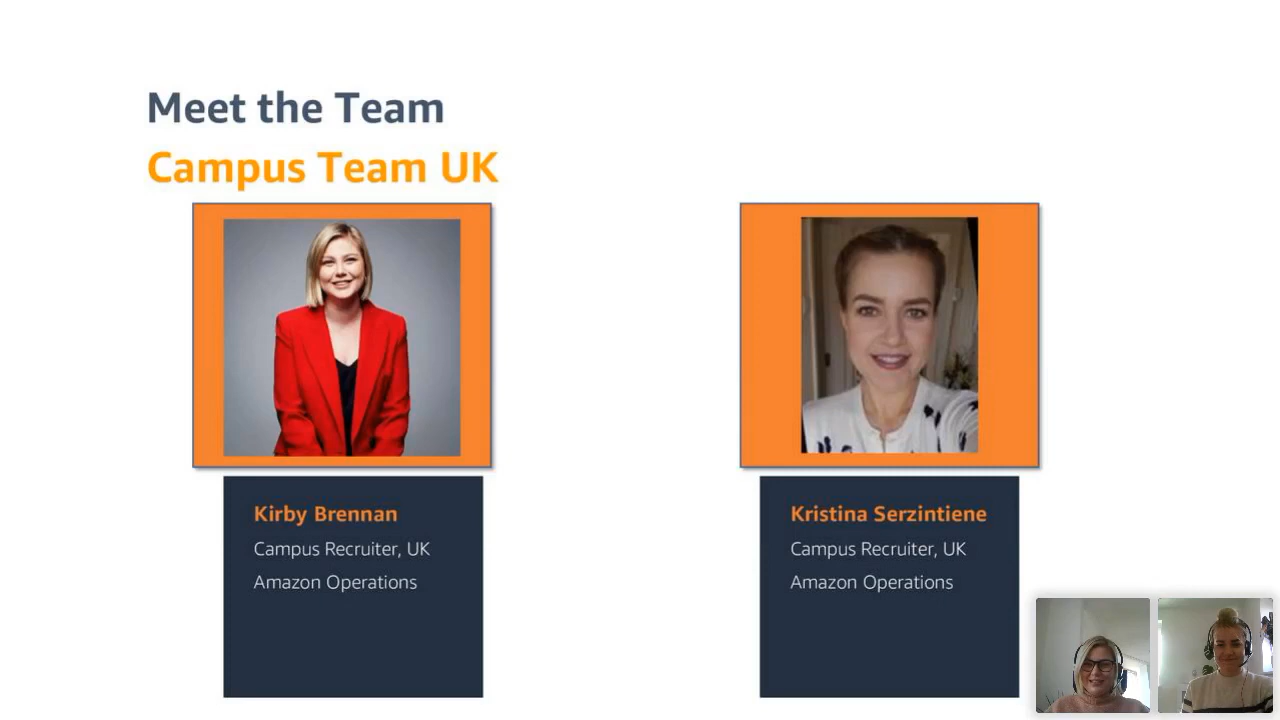 Meet the Team
Campus Team UK
Kirby Brennan
Campus Recruiter, UK
Amazon Operations
Kristina Serzintiene
Campus Recruiter, UK
Amazon Operations